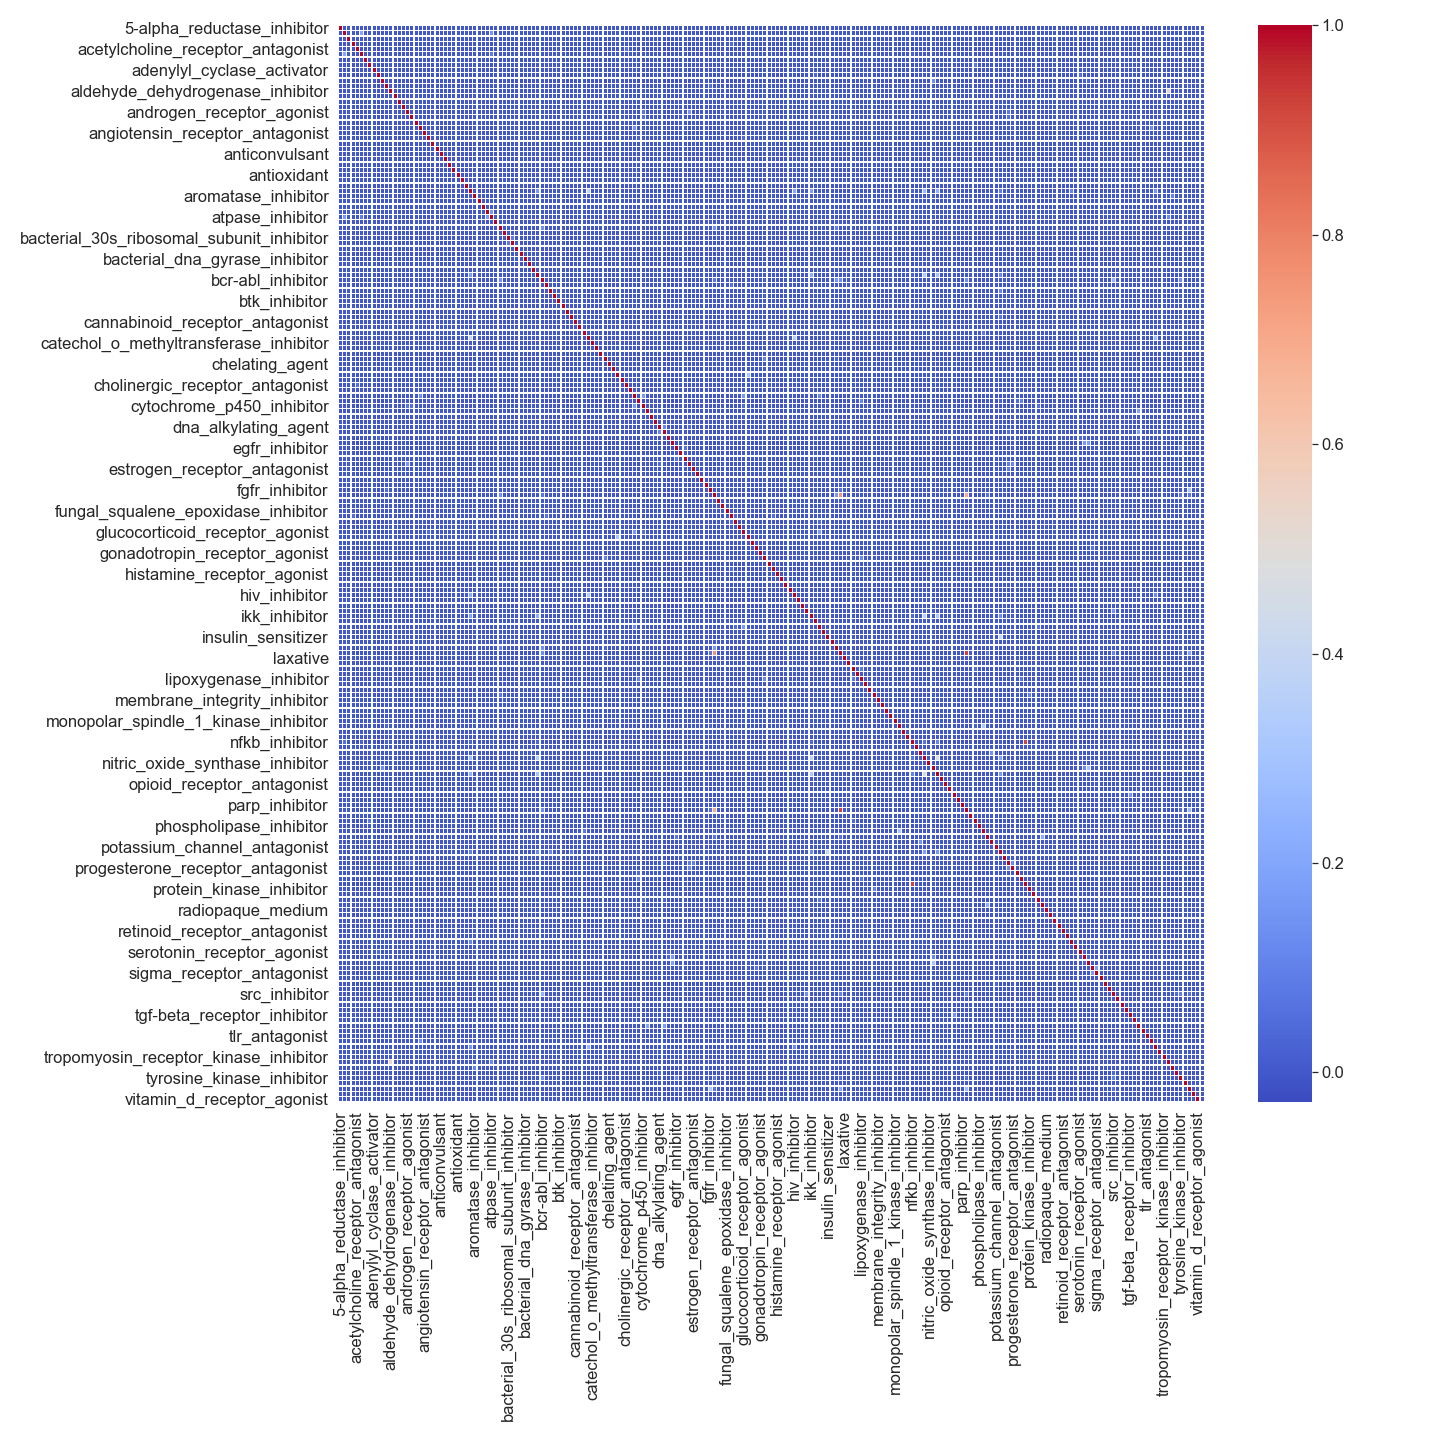 5-alpha_reductase_inhibitor
acetylcholine_receptor_antagonist
adenylyl_cyclase_activator
aldehyde_dehydrogenase_inhibitor
androgen_receptor_agonist
angiotensin_receptor_antagonist
anticonvulsant
antioxidant
aromatase_inhibitor
atpase_inhibitor
bacterial_30s_ribosomal_subunit_inhibitor
bacterial_dna_gyrase_inhibitor
bcr-abl_inhibitor
btk_inhibitor
cannabinoid_receptor_antagonist
catechol_o_methyltransferase_inhibitor
chelating_agent
cholinergic_receptor_antagonist
cytochrome_p450_inhibitor
dna_alkylating_agent
egfr_inhibitor
estrogen_receptor_antagonist
fgfr_inhibitor
fungal_squalene_epoxidase_inhibitor
glucocorticoid_receptor_agonist
gonadotropin_receptor_agonist
histamine_receptor_agonist
hiv_inhibitor
ikk_inhibitor
insulin_sensitizer
laxative
lipoxygenase_inhibitor
membrane_integrity_inhibitor
monopolar_spindle_1_kinase_inhibitor
nfkb_inhibitor
nitric_oxide_synthase_inhibitor
opioid_receptor_antagonist
parp_inhibitor
phospholipase_inhibitor
potassium_channel_antagonist
progesterone_receptor_antagonist
protein_kinase_inhibitor
radiopaque_medium
retinoid_receptor_antagonist
serotonin_receptor_agonist
sigma_receptor_antagonist
src_inhibitor
tgf-beta_receptor_inhibitor
tlr_antagonist
tropomyosin_receptor_kinase_inhibitor
tyrosine_kinase_inhibitor
vitamin_d_receptor_agonist
5-alpha_reductase_inhibitor
acetylcholine_receptor_antagonist
adenylyl_cyclase_activator
aldehyde_dehydrogenase_inhibitor
androgen_receptor_agonist
angiotensin_receptor_antagonist
anticonvulsant
antioxidant
aromatase_inhibitor
atpase_inhibitor
bacterial_30s_ribosomal_subunit_inhibitor
bacterial_dna_gyrase_inhibitor
bcr-abl_inhibitor
btk_inhibitor
cannabinoid_receptor_antagonist
catechol_o_methyltransferase_inhibitor
chelating_agent
cholinergic_receptor_antagonist
cytochrome_p450_inhibitor
dna_alkylating_agent
egfr_inhibitor
estrogen_receptor_antagonist
fgfr_inhibitor
fungal_squalene_epoxidase_inhibitor
glucocorticoid_receptor_agonist
gonadotropin_receptor_agonist
histamine_receptor_agonist
hiv_inhibitor
ikk_inhibitor
insulin_sensitizer
laxative
lipoxygenase_inhibitor
membrane_integrity_inhibitor
monopolar_spindle_1_kinase_inhibitor
nfkb_inhibitor
nitric_oxide_synthase_inhibitor
opioid_receptor_antagonist
parp_inhibitor
phospholipase_inhibitor
potassium_channel_antagonist
progesterone_receptor_antagonist
protein_kinase_inhibitor
radiopaque_medium
retinoid_receptor_antagonist
serotonin_receptor_agonist
sigma_receptor_antagonist
src_inhibitor
tgf-beta_receptor_inhibitor
tlr_antagonist
tropomyosin_receptor_kinase_inhibitor
tyrosine_kinase_inhibitor
vitamin_d_receptor_agonist
1.0
0.8
0.6
0.4
0.2
0.0